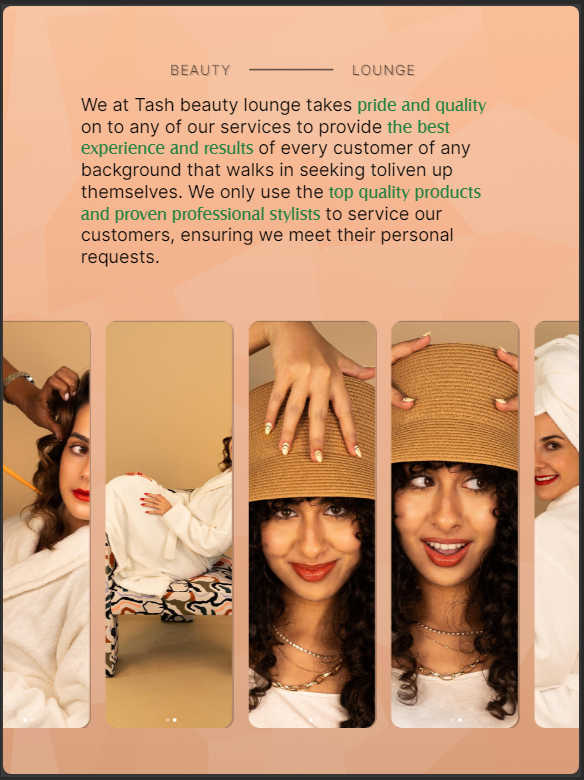 BEAUTY LOUNGE
We at Tash beauty lounge takes pride and quality
on to any of our services to provide the best
experience and results of every customer of any
background that walks in seeking toliven up
themselves. We only use the top quality products
and proven professional stylists to service our
customers, ensuring we meet their personal
requests.